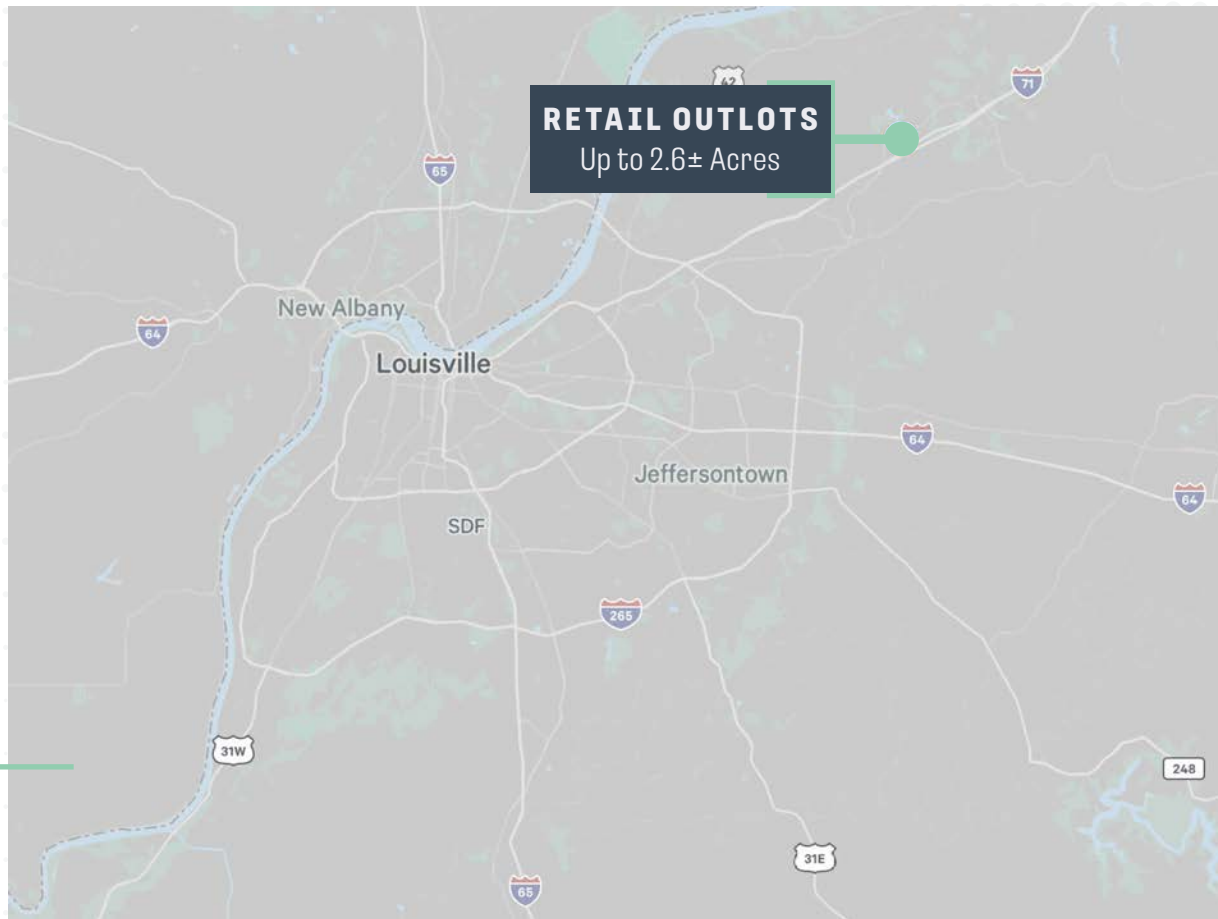 42
71
RETAIL OUTLOTS
Up to 2.6± Acres
65
New Albany
64
Louisville
64
Jeffersontown
64
SDF
265
31W
248
31E
65